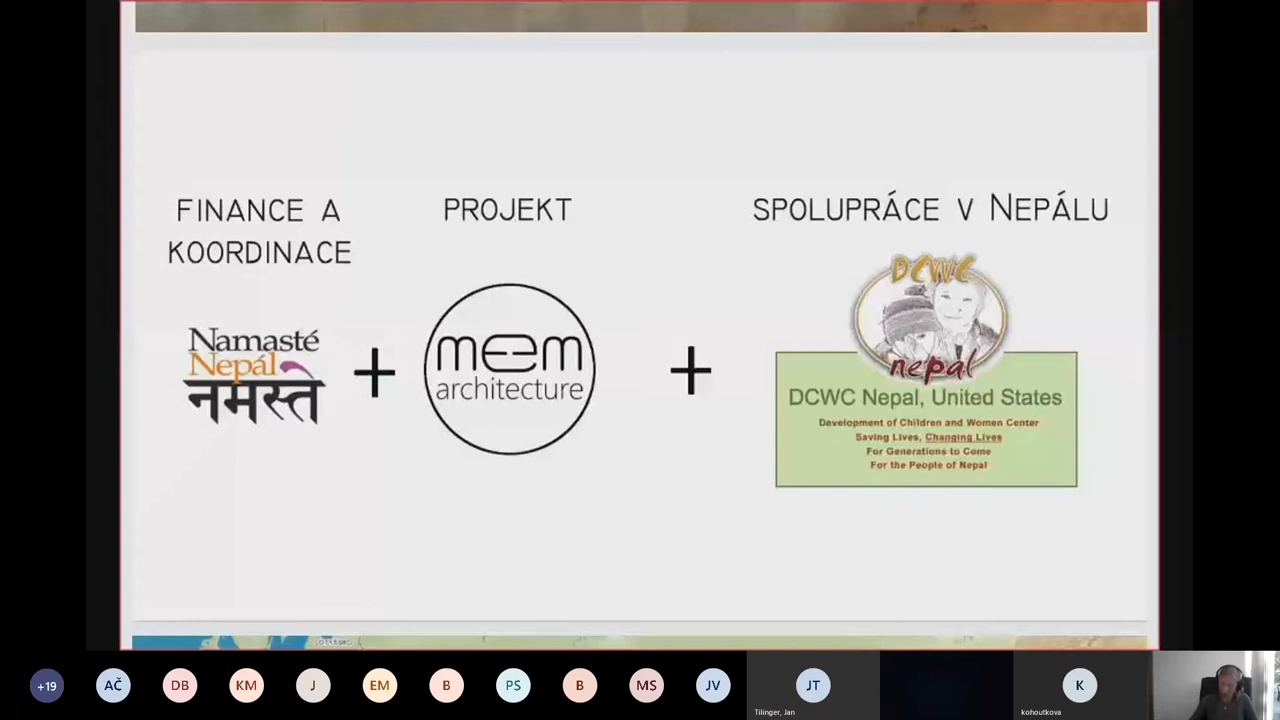 FINANCE A
KOORDINACE
PROJEKT
SPOLUPRÁCE V NEPÁLU
Namasté
Nepál
नमस्ते
+
mem
architecture
+
DCWC
nepal
DCWC Nepal, United States
Development of Children and Women Center
Saving Lives, Changing Lives
For Generations to Come
For the People of Nepal
+19
AČ
DB
KM
J
EM
B
PS
B
MS
JV
JT
K
Tilinger, Jan
kohoutkova